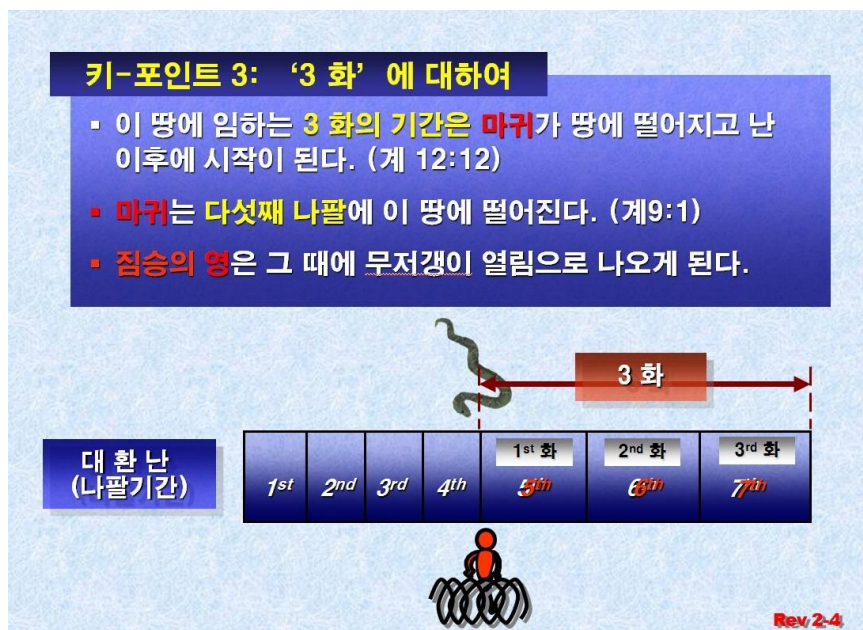 키-포인트 3: ‘3 화’에 대하여
▪ 이 땅에 임하는 3 화의 기간은 마귀가 땅에 떨어지고 난
이후에 시작이 된다. (계 12:12)
▪ 마귀는 다섯째 나팔에 이 땅에 떨어진다. (계9:1)
▪ 짐승의 영은 그 때에 무저갱이 열림으로 나오게 된다.
3 화
대 환 난
(나팔기간)
1st 화 2nd 화 3rd 화
1st 2nd 3rd 4th 5th 6th 7th
Rev 2-4